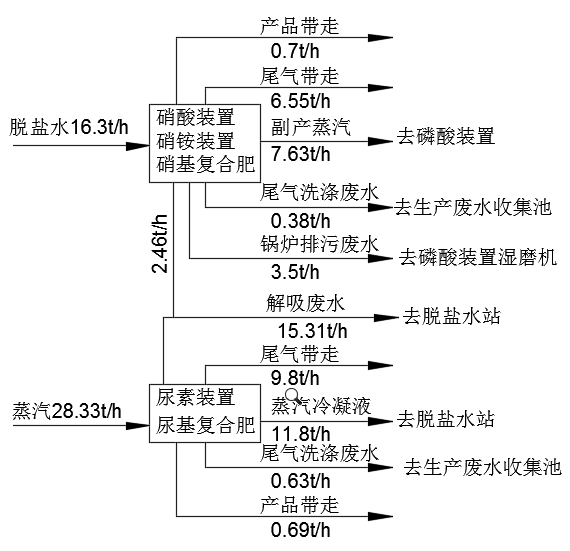 产品带走
0.7t/h
尾气带走
6.55t/h
脱盐水16.3t/h
硝酸装置
硝铵装置
硝基复合肥
副产蒸汽
7.63t/h
去磷酸装置
尾气洗涤废水
0.38t/h
去生产废水收集池
2.46t/h
锅炉排污废水
3.5t/h
去磷酸装置湿磨机
解吸废水
15.31t/h
去脱盐水站
尾气带走
9.8t/h
蒸汽28.33t/h
尿素装置
尿基复合肥
蒸汽冷凝液
11.8t/h
去脱盐水站
尾气洗涤废水
0.63t/h
去生产废水收集池
产品带走
0.69t/h